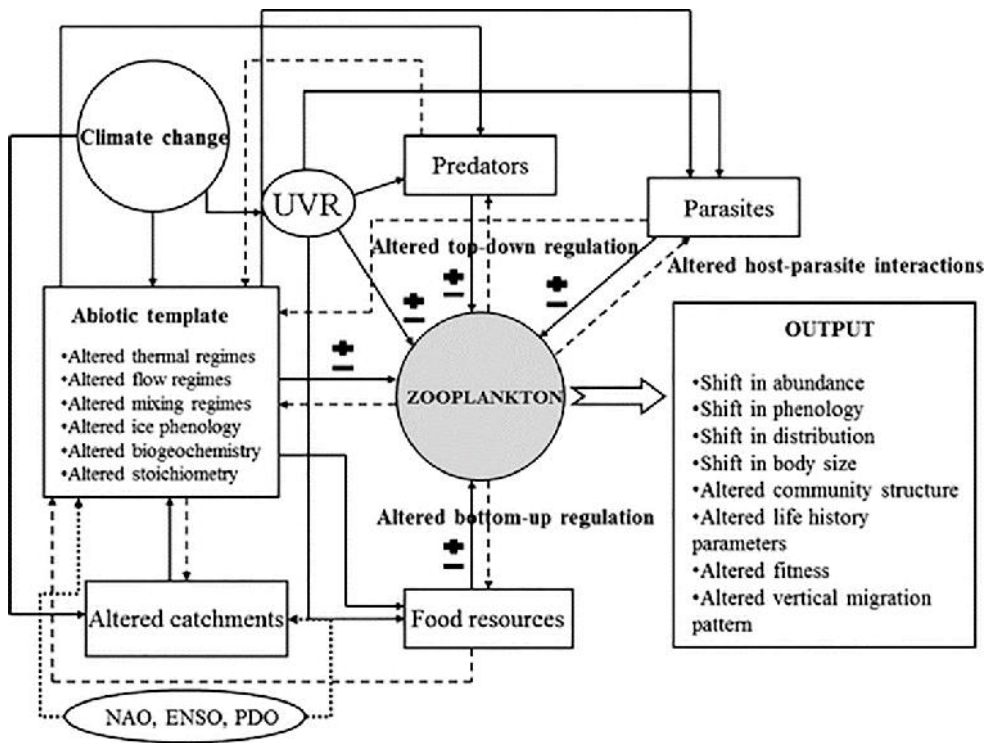 Climate change
UVR
Predators
Parasites
Altered top-down regulation
Altered host-parasite interactions
+
−
+
−
+
−
+
−
Abiotic template
•Altered thermal regimes
•Altered flow regimes
•Altered mixing regimes
•Altered ice phenology
•Altered biogeochemistry
•Altered stoichiometry
ZOOPLANKTON
OUTPUT
•Shift in abundance
•Shift in phenology
•Shift in distribution
•Shift in body size
•Altered community structure
•Altered life history
parameters
•Altered fitness
•Altered vertical migration
pattern
Altered bottom-up regulation
+
−
Altered catchments
Food resources
NAO, ENSO, PDO